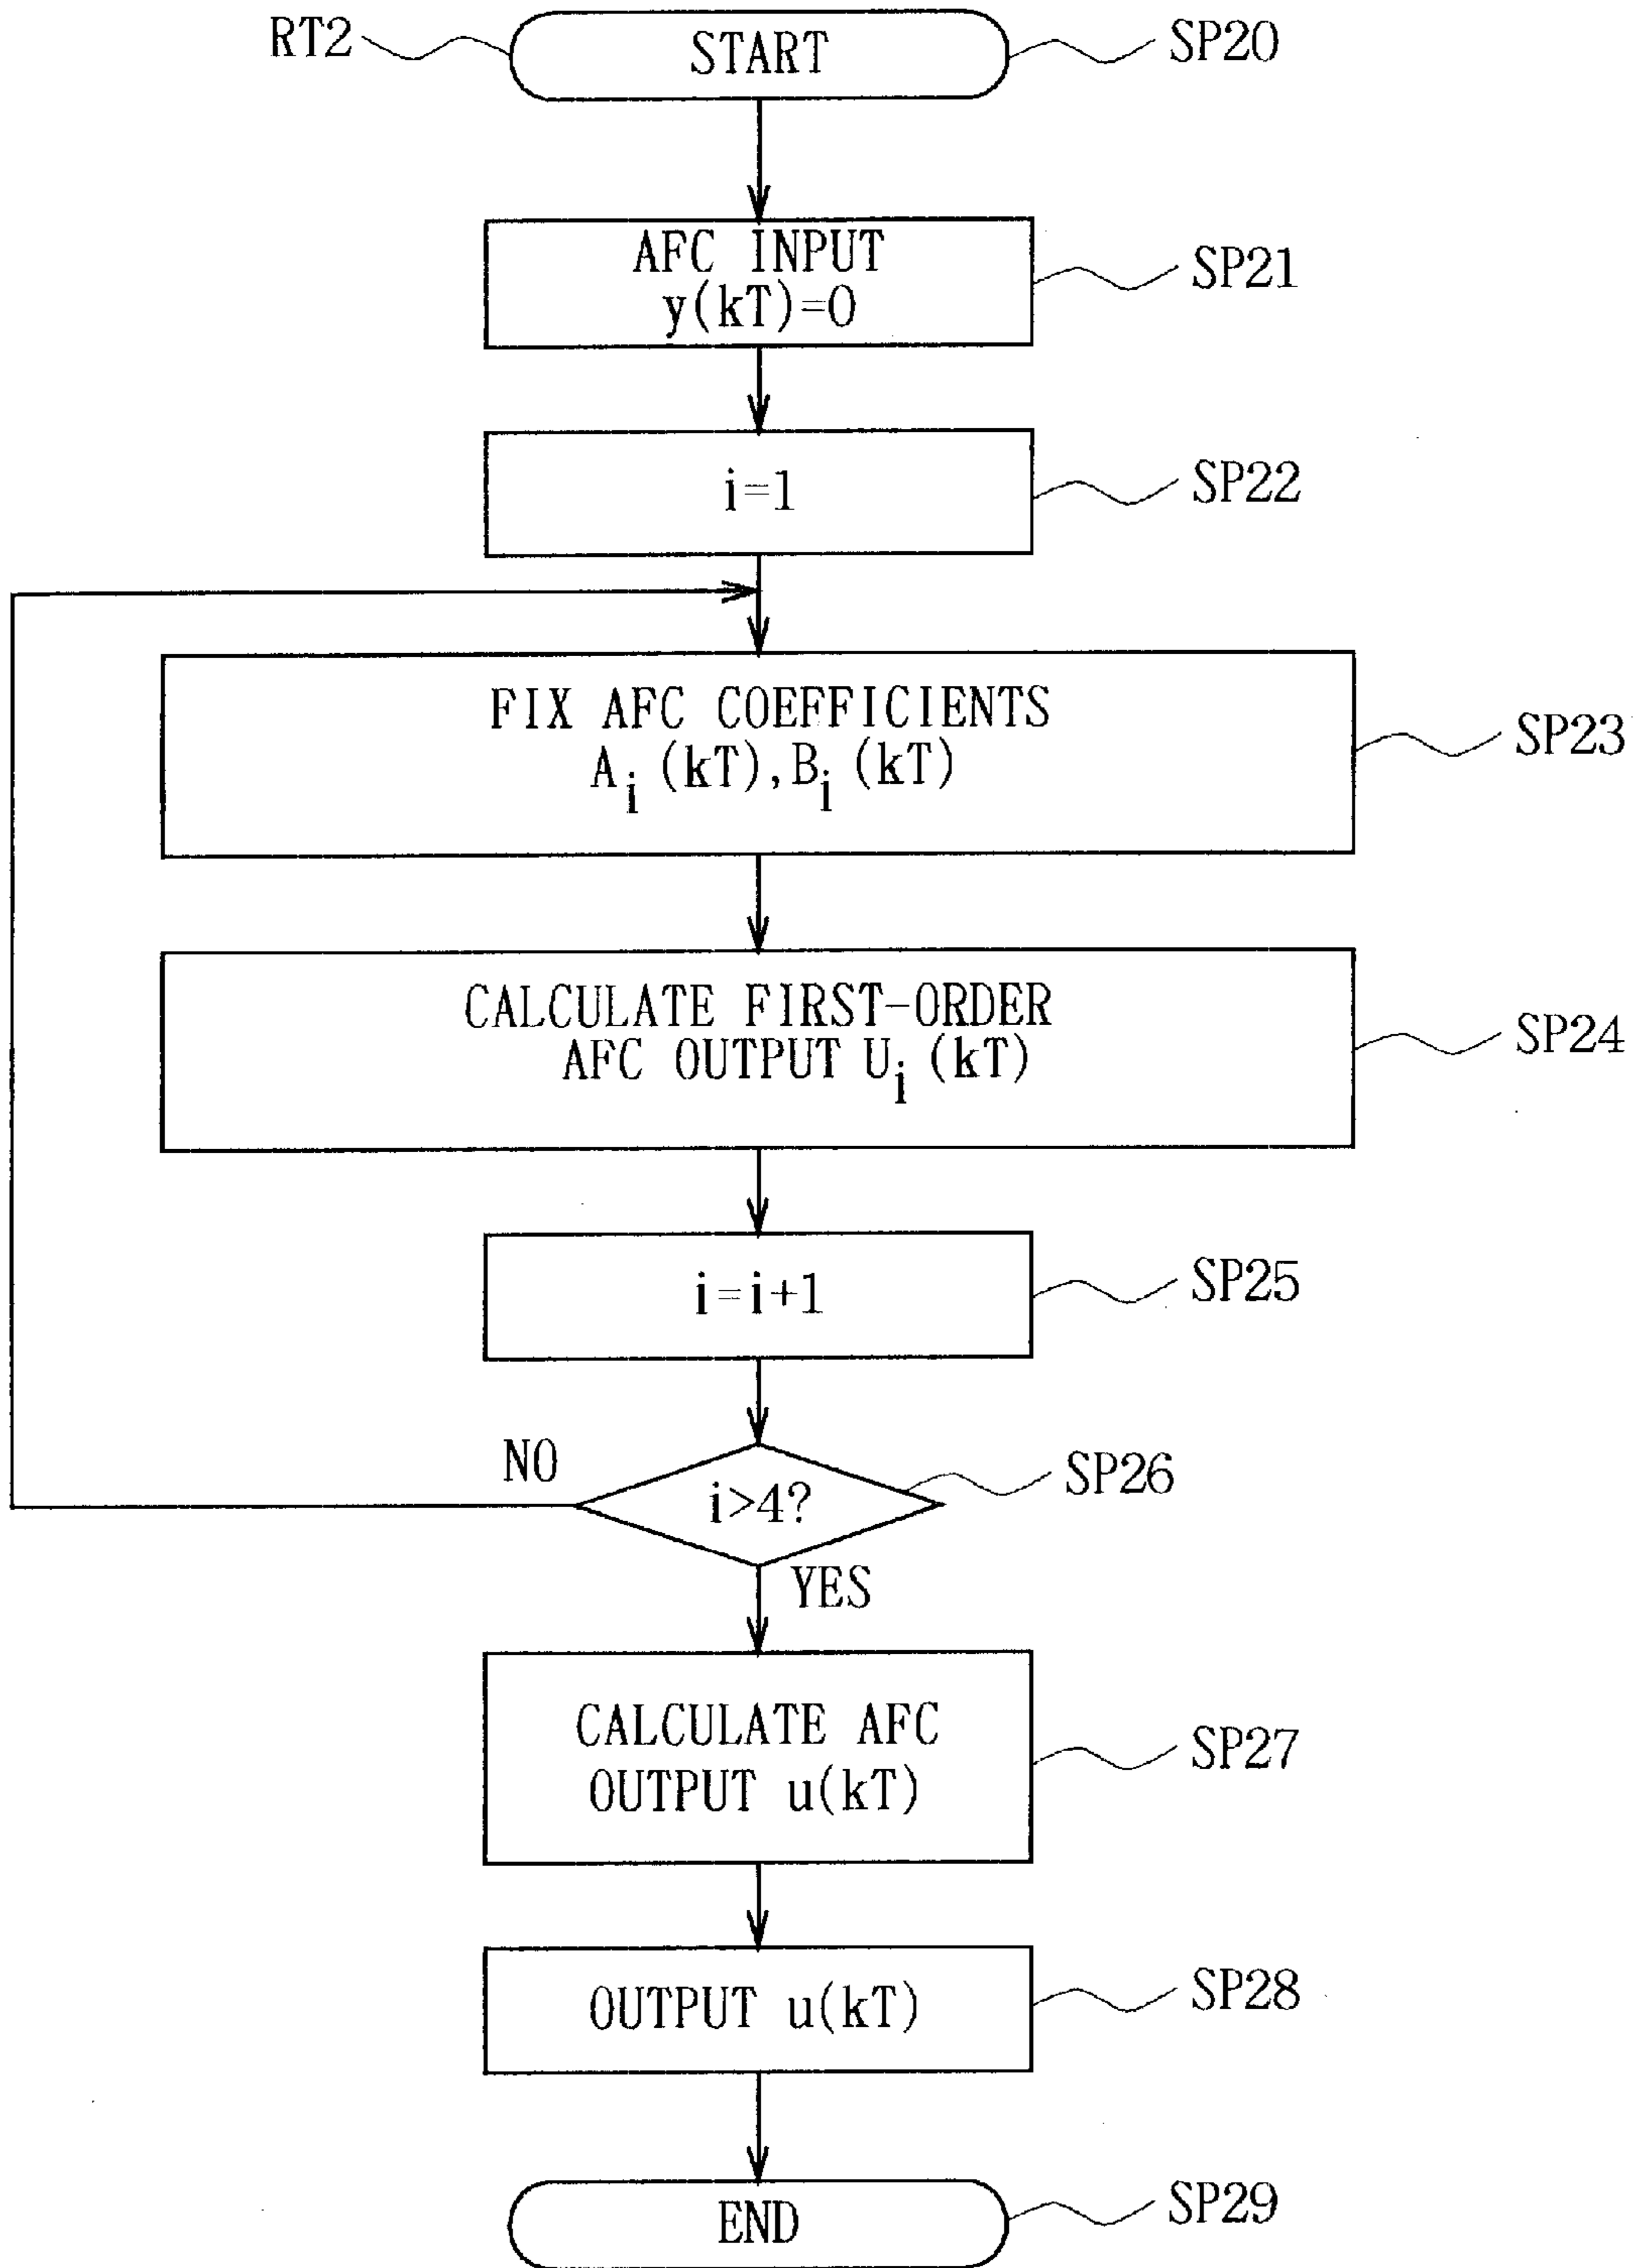 RT2
START
SP20
AFC INPUT
y(kT)=0
SP21
i=1
SP22
FIX AFC COEFFICIENTS
Ai (kT),Bi (kT)
SP23
CALCULATE FIRST-ORDER
AFC OUTPUT Ui (kT)
SP24
i=i+1
SP25
NO
i>4?
SP26
YES
CALCULATE AFC
OUTPUT u(kT)
SP27
OUTPUT u(kT)
SP28
END
SP29